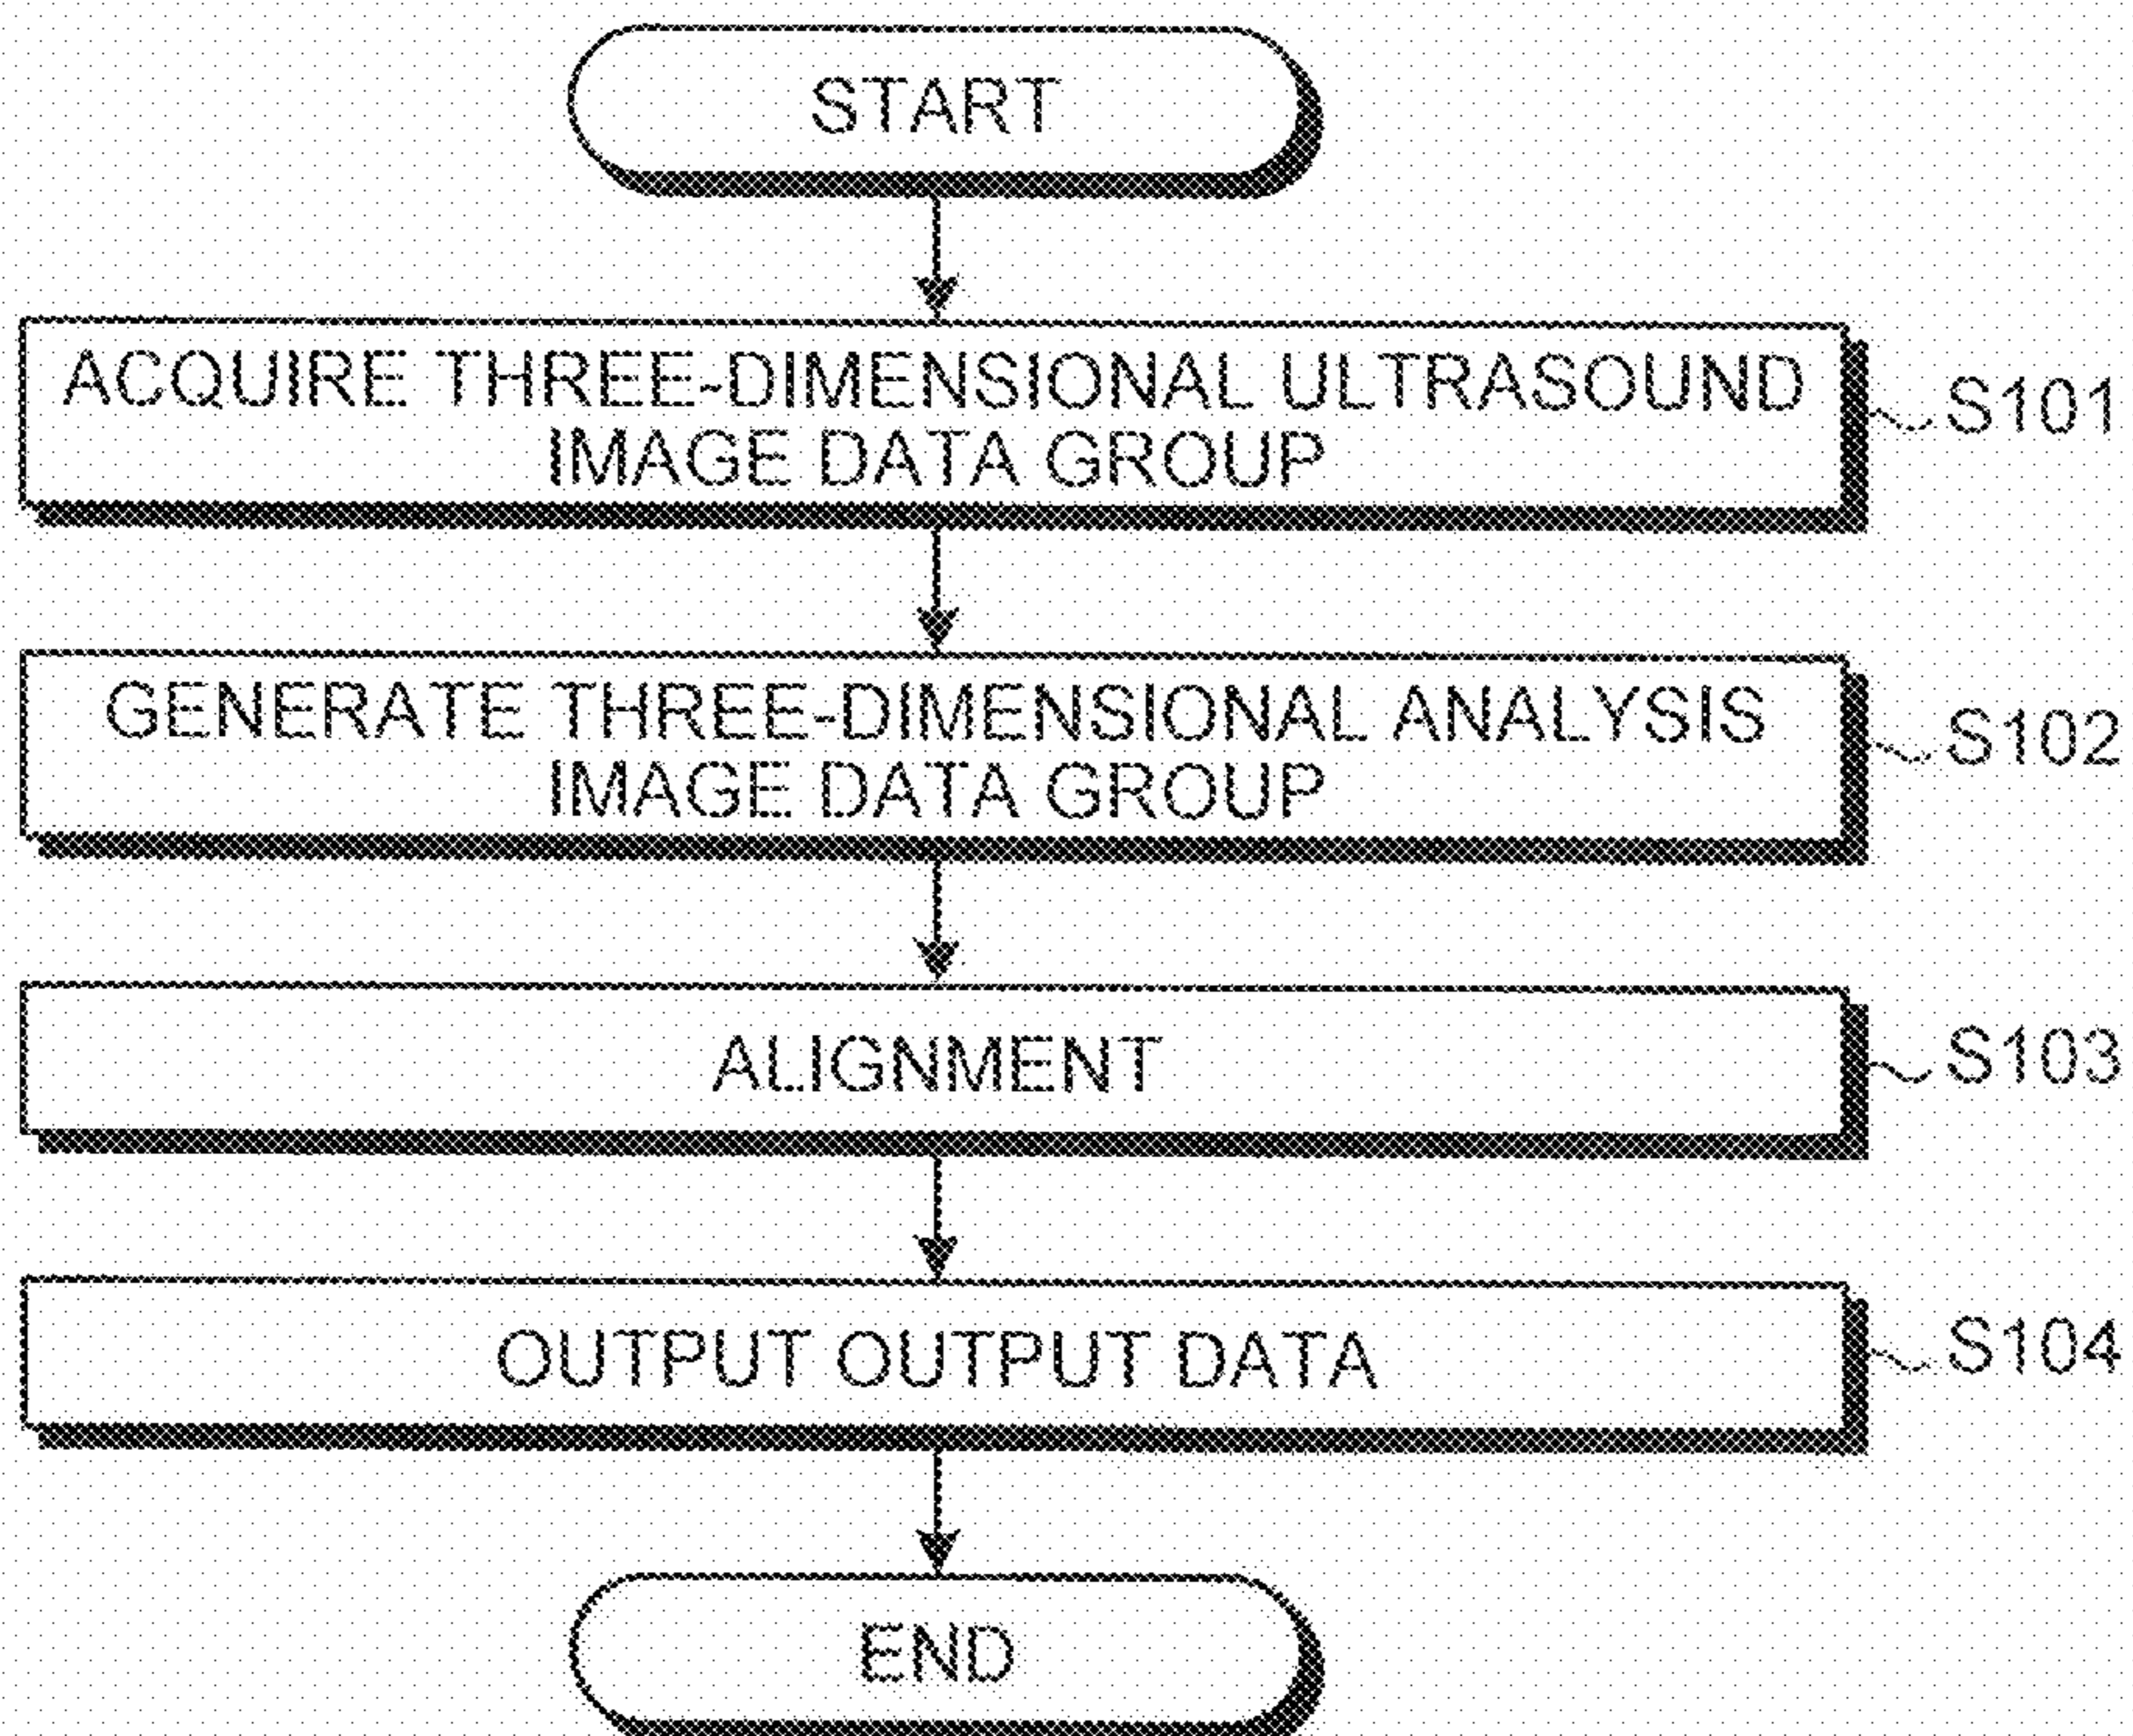 START
ACQUIRE THREE-DIMENSIONAL ULTRASOUND
IMAGE DATA GROUP
S101
GENERATE THREE-DIMENSIONAL ANALYSIS
IMAGE DATA GROUP
S102
ALIGNMENT
S103
OUTPUT OUTPUT DATA
S104
END